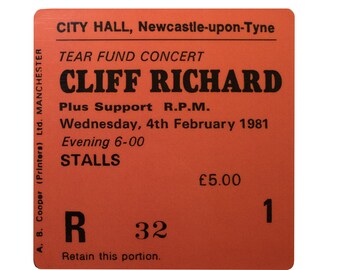 CITY HALL, Newcastle-upon-Tyne
TEAR FUND CONCERT
CLIFF RICHARD
Plus Support R.P.M.
Wednesday, 4th February 1981
Evening 6-00
STALLS
£5.00
R 32 1
Retain this portion.
A. B. Cooper (Printers) Ltd. MANCHESTER